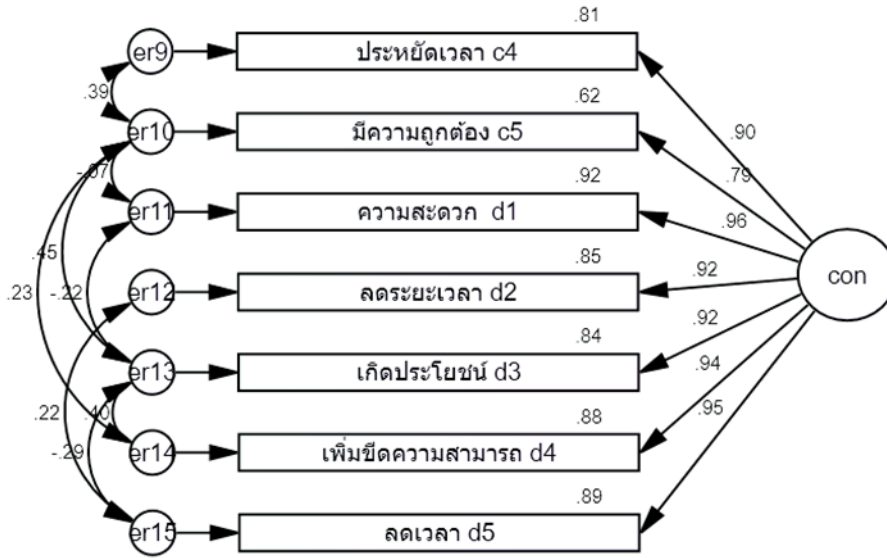 .81
er9
ประหยัดเวลา c4
.39
.62
.90
er10
มีความถูกต้อง c5
-.07
.92
.79
er11
ความสะดวก d1
.96
.45
.85
.23
-.22
er12
ลดระยะเวลา d2
.92
con
.84
.92
er13
เกิดประโยชน์ d3
.22
.40
.88
.94
-.29
er14
เพิ่มขีดความสามารถ d4
.95
.89
er15
ลดเวลา d5